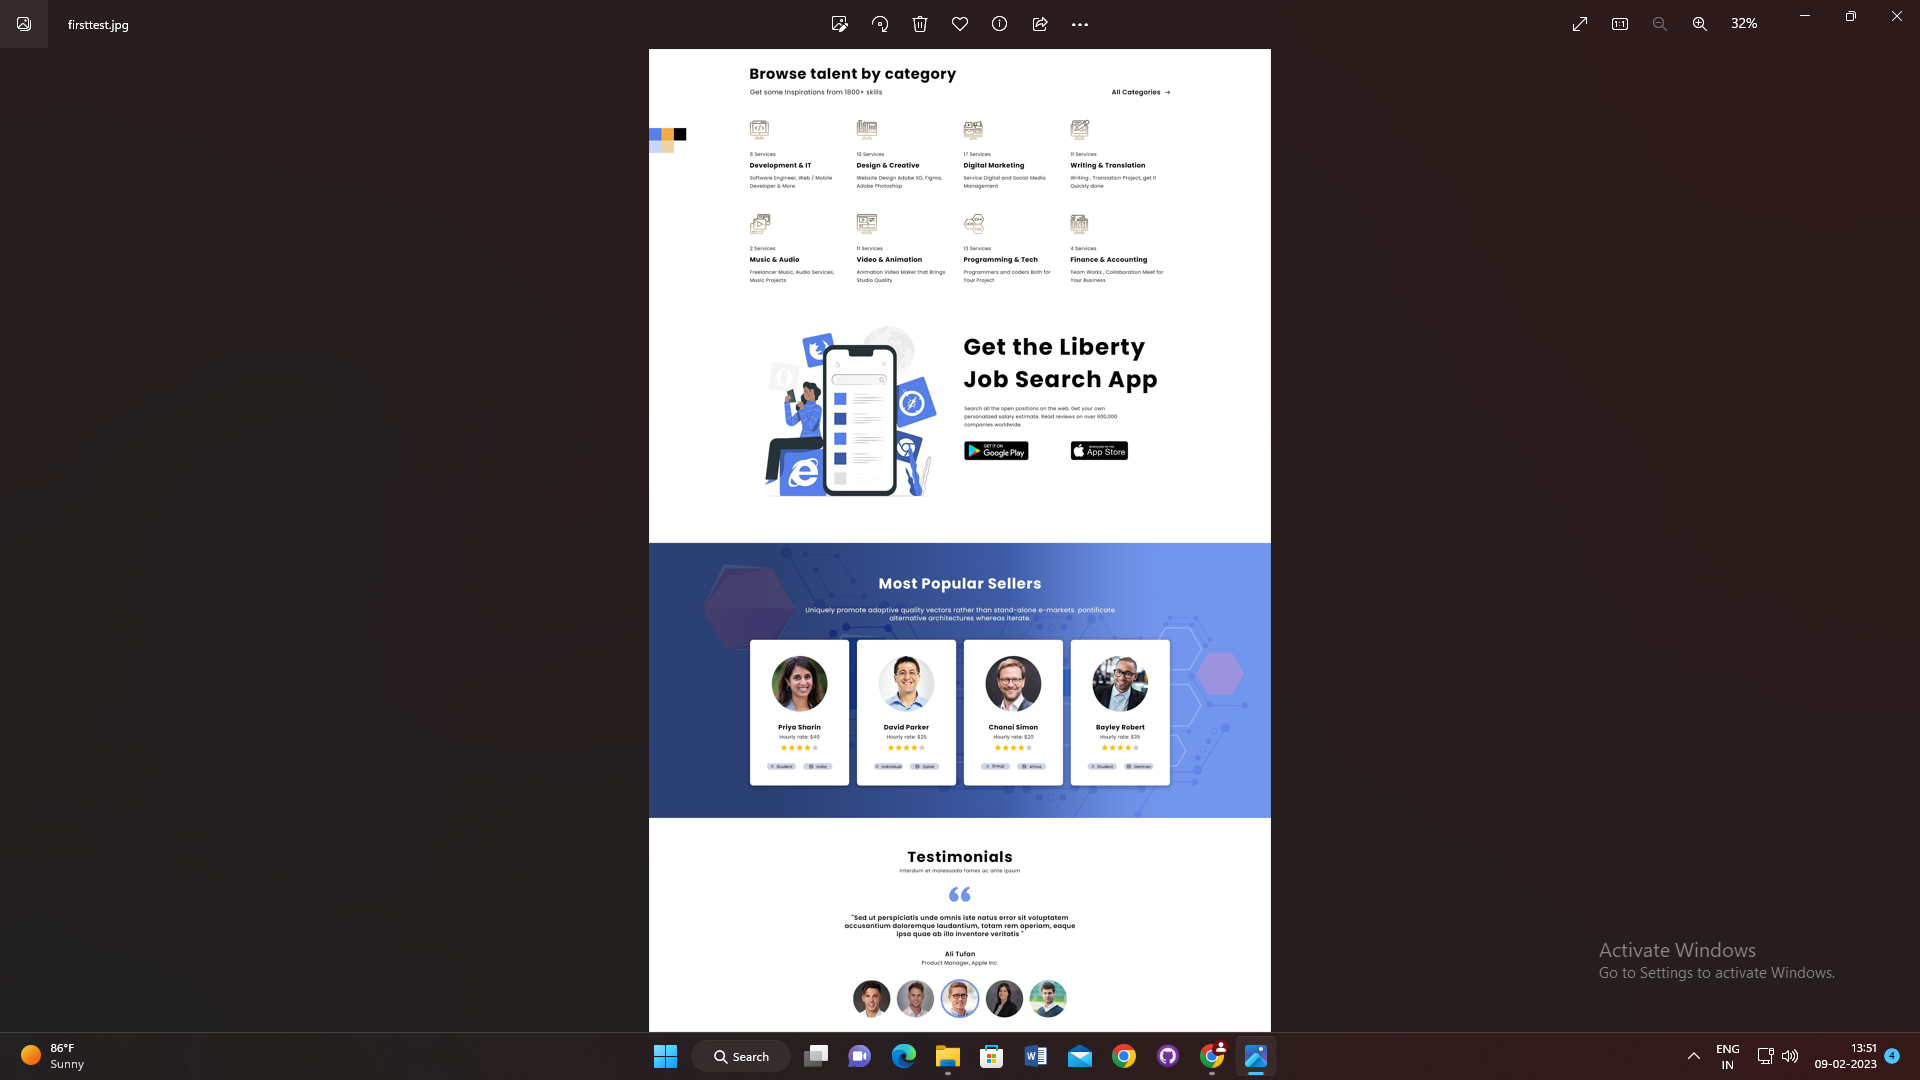 firsttest.jpg
32%
Browse talent by category
Get some Inspirations from 1800+ skills
All Categories →
8 Services
Development & IT
Software Engineer, Web / Mobile
Developer & More
10 Services
Design & Creative
Website Design Adobe XD, Figma,
Adobe Photoshop
17 Services
Digital Marketing
Service Digital and Social Media
Management
11 Services
Writing & Translation
Writing , Translation Project, get it
Quickly done
2 Services
Music & Audio
Freelancer Music, Audio Services,
Music Projects
11 Services
Video & Animation
Animation Video Maker that Brings
Studio Quality
13 Services
Programming & Tech
Programmers and coders Both for
Your Project
4 Services
Finance & Accounting
Team Works , Collaboration Meet for
Your Business
Get the Liberty
Job Search App
Search all the open positions on the web. Get your own
personalized salary estimate. Read reviews on over 600,000
companies worldwide.
GET IT ON
Google Play
App Store
Most Popular Sellers
Uniquely promote adaptive quality vectors rather than stand-alone e-markets. pontificate
alternative architectures whereas iterate.
Priya Sharin
Hourly rate: $40
Student
India
David Parker
Hourly rate: $25
Individual
Qatar
Chanai Simon
Hourly rate: $20
Group
Africa
Bayley Robert
Hourly rate: $35
Student
German
Testimonials
Interdum et malesuada fames ac ante ipsum
“Sed ut perspiciatis unde omnis iste natus error sit voluptatem
accusantium doloremque laudantium, totam rem aperiam, eaque
ipsa quae ab illo inventore veritatis ”
Ali Tufan
Product Manager, Apple Inc.
Activate Windows
Go to Settings to activate Windows.
86°F
Sunny
Search
ENG
IN
13:51
09-02-2023
4